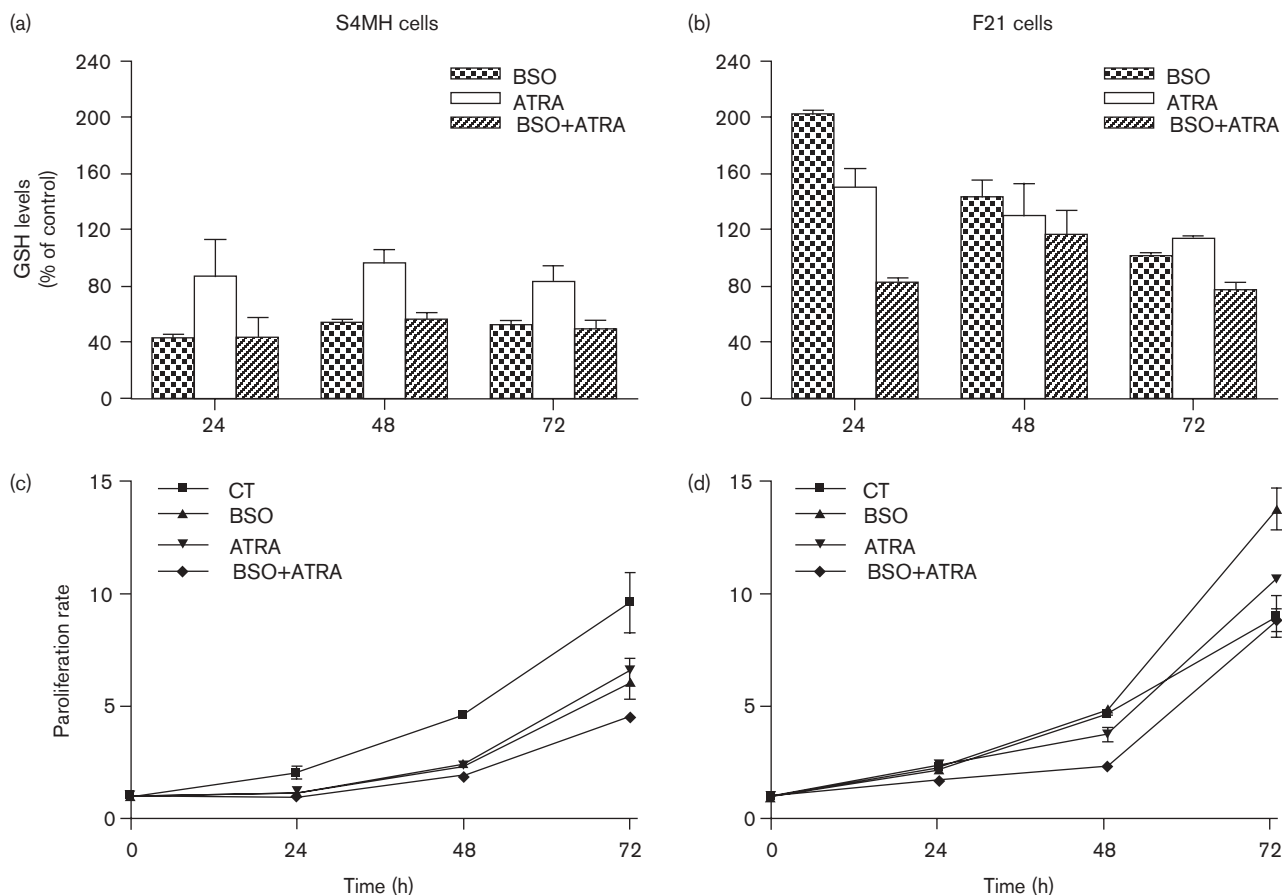 (a)
S4MH cells
(b)
F21 cells
240
200
160
120
80
40
0
GSH levels
(% of control)
BSO
ATRA
BSO+ATRA
24
48
72
240
200
160
120
80
40
0
BSO
ATRA
BSO+ATRA
24
48
72
(c)
15
10
5
0
Paroliferation rate
CT
BSO
ATRA
BSO+ATRA
0
24
48
72
Time (h)
(d)
15
10
5
0
CT
BSO
ATRA
BSO+ATRA
0
24
48
72
Time (h)